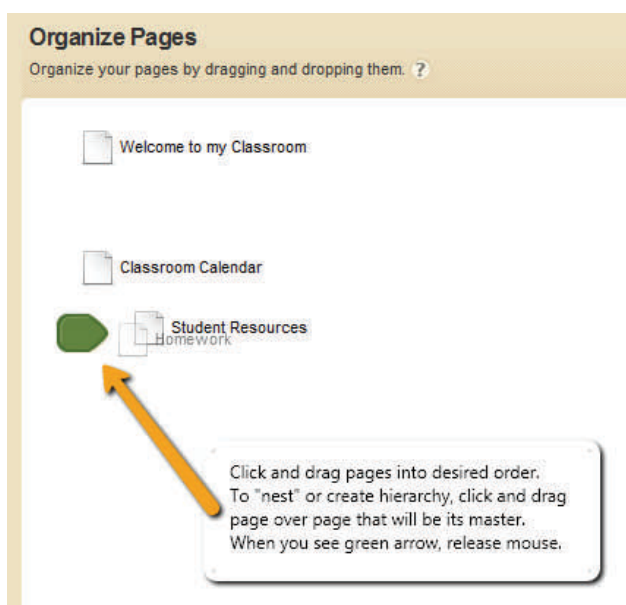 Organize Pages
Organize your pages by dragging and dropping them. ?
Welcome to my Classroom
Classroom Calendar
Student Resources
Homework
Click and drag pages into desired order.
To "nest" or create hierarchy, click and drag
page over page that will be its master.
When you see green arrow, release mouse.